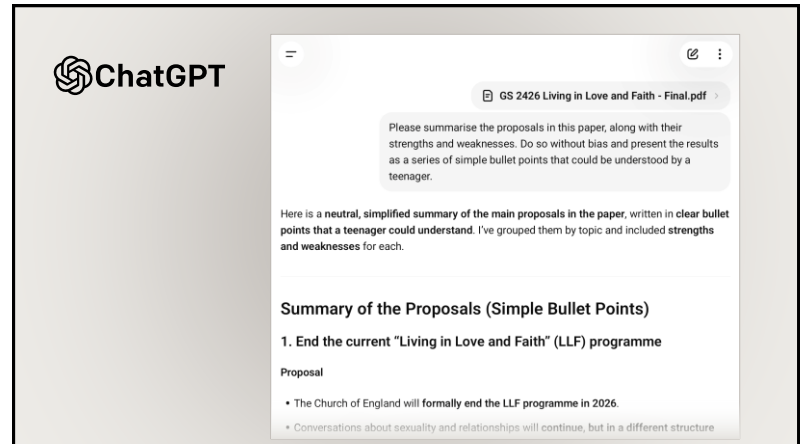 ChatGPT
GS 2426 Living in Love and Faith - Final.pdf
Please summarise the proposals in this paper, along with their
strengths and weaknesses. Do so without bias and present the results
as a series of simple bullet points that could be understood by a
teenager.
Here is a neutral, simplified summary of the main proposals in the paper, written in clear bullet
points that a teenager could understand. I've grouped them by topic and included strengths
and weaknesses for each.
Summary of the Proposals (Simple Bullet Points)
1. End the current “Living in Love and Faith” (LLF) programme
Proposal
• The Church of England will formally end the LLF programme in 2026.
• Conversations about sexuality and relationships will continue, but in a different structure